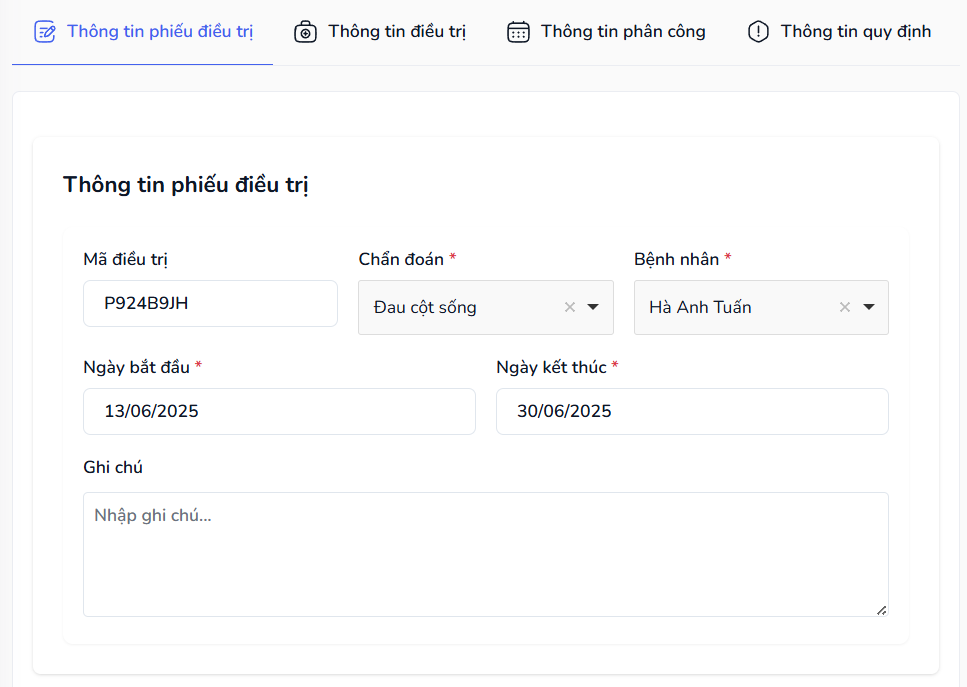 Thông tin phiếu điều trị Thông tin điều trị Thông tin phân công Thông tin quy định
Thông tin phiếu điều trị
Mã điều trị Chẩn đoán * Bệnh nhân *
P924B9JH Đau cột sống Hà Anh Tuấn
Ngày bắt đầu * Ngày kết thúc *
13/06/2025 30/06/2025
Ghi chú
Nhập ghi chú...